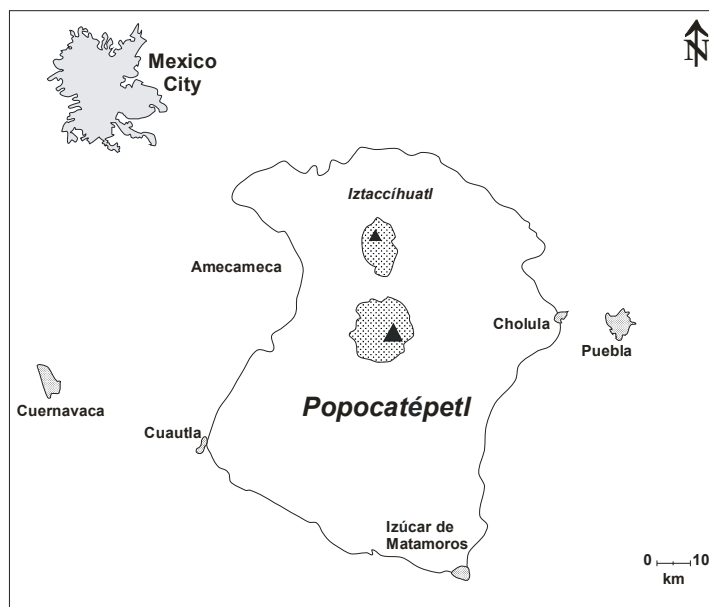 Mexico
City
N
Iztaccíhuatl
Amecameca
Cholula
Puebla
Cuernavaca
Popocatépetl
Cuautla
Izúcar de
Matamoros
0 10
km